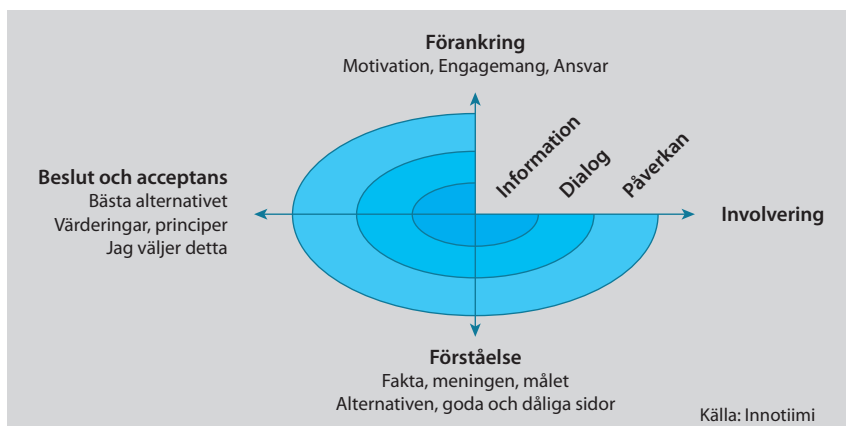 Förankring
Motivation, Engagemang, Ansvar
Information
Dialog
Påverkan
Beslut och acceptans
Bästa alternativet
Värderingar, principer
Jag väljer detta
Involvering
Förståelse
Fakta, meningen, målet
Alternativen, goda och dåliga sidor
Källa: Innotiimi